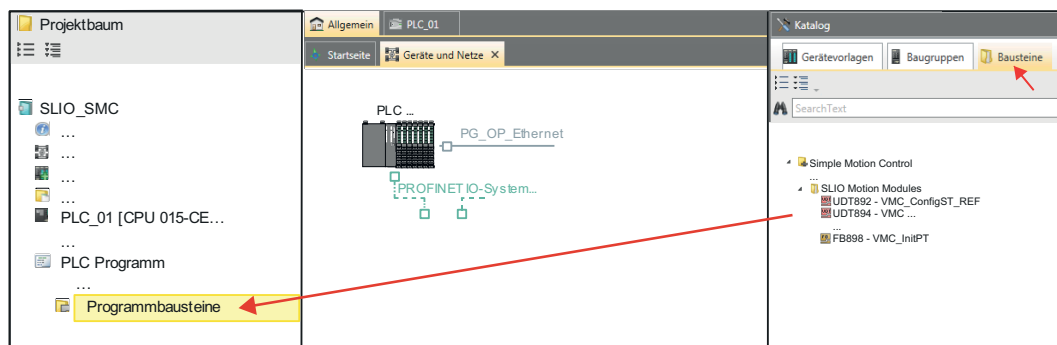 Projektbaum
SLIO_SMC
...
...
...
...
PLC_01 [CPU 015-CE...
...
PLC Programm
...
Programmbausteine
Allgemein PLC_01
Startseite Geräte und Netze X
PLC ...
PG_OP_Ethernet
PROFINET IO-System...
Katalog
Gerätevorlagen Baugruppen Bausteine
SearchText
Simple Motion Control
...
SLIO Motion Modules
UDT892 - VMC_ConfigST_REF
UDT894 - VMC ...
...
FB898 - VMC_InitPT